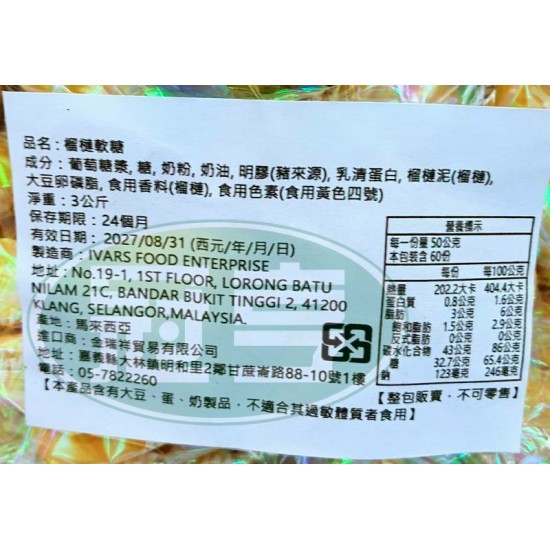 品名：榴槤軟糖
成分：葡萄糖漿, 糖, 奶粉, 奶油, 明膠(豬來源), 乳清蛋白, 榴槤泥(榴槤),
大豆卵磷脂, 食用香料(榴槤), 食用色素(食用黃色四號)
淨重：3公斤
保存期限：24個月
有效日期：2027/08/31 (西元/年/月/日)
製造商：IVARS FOOD ENTERPRISE
地址：No.19-1, 1ST FLOOR, LORONG BATU
NILAM 21C, BANDAR BUKIT TINGGI 2, 41200
KLANG, SELANGOR,MALAYSIA.
產地：馬來西亞
進口商：金瑞祥貿易有限公司
地址：嘉義縣大林鎮明和里2鄰甘蔗崙路88-10號1樓
電話：05-7822260
【本產品含有大豆、蛋、奶製品，不適合其過敏體質者食用】
營養標示
每一份量 50公克
本包裝含 60份
每份 每100公克
熱量 202.2大卡 404.4大卡
蛋白質 0.8公克 1.6公克
脂肪 3公克 6公克
飽和脂肪 1.5公克 2.9公克
反式脂肪 0公克 0公克
碳水化合物 43公克 86公克
糖 32.7公克 65.4公克
鈉 123毫克 246毫克
【整包販賣，不可零售】